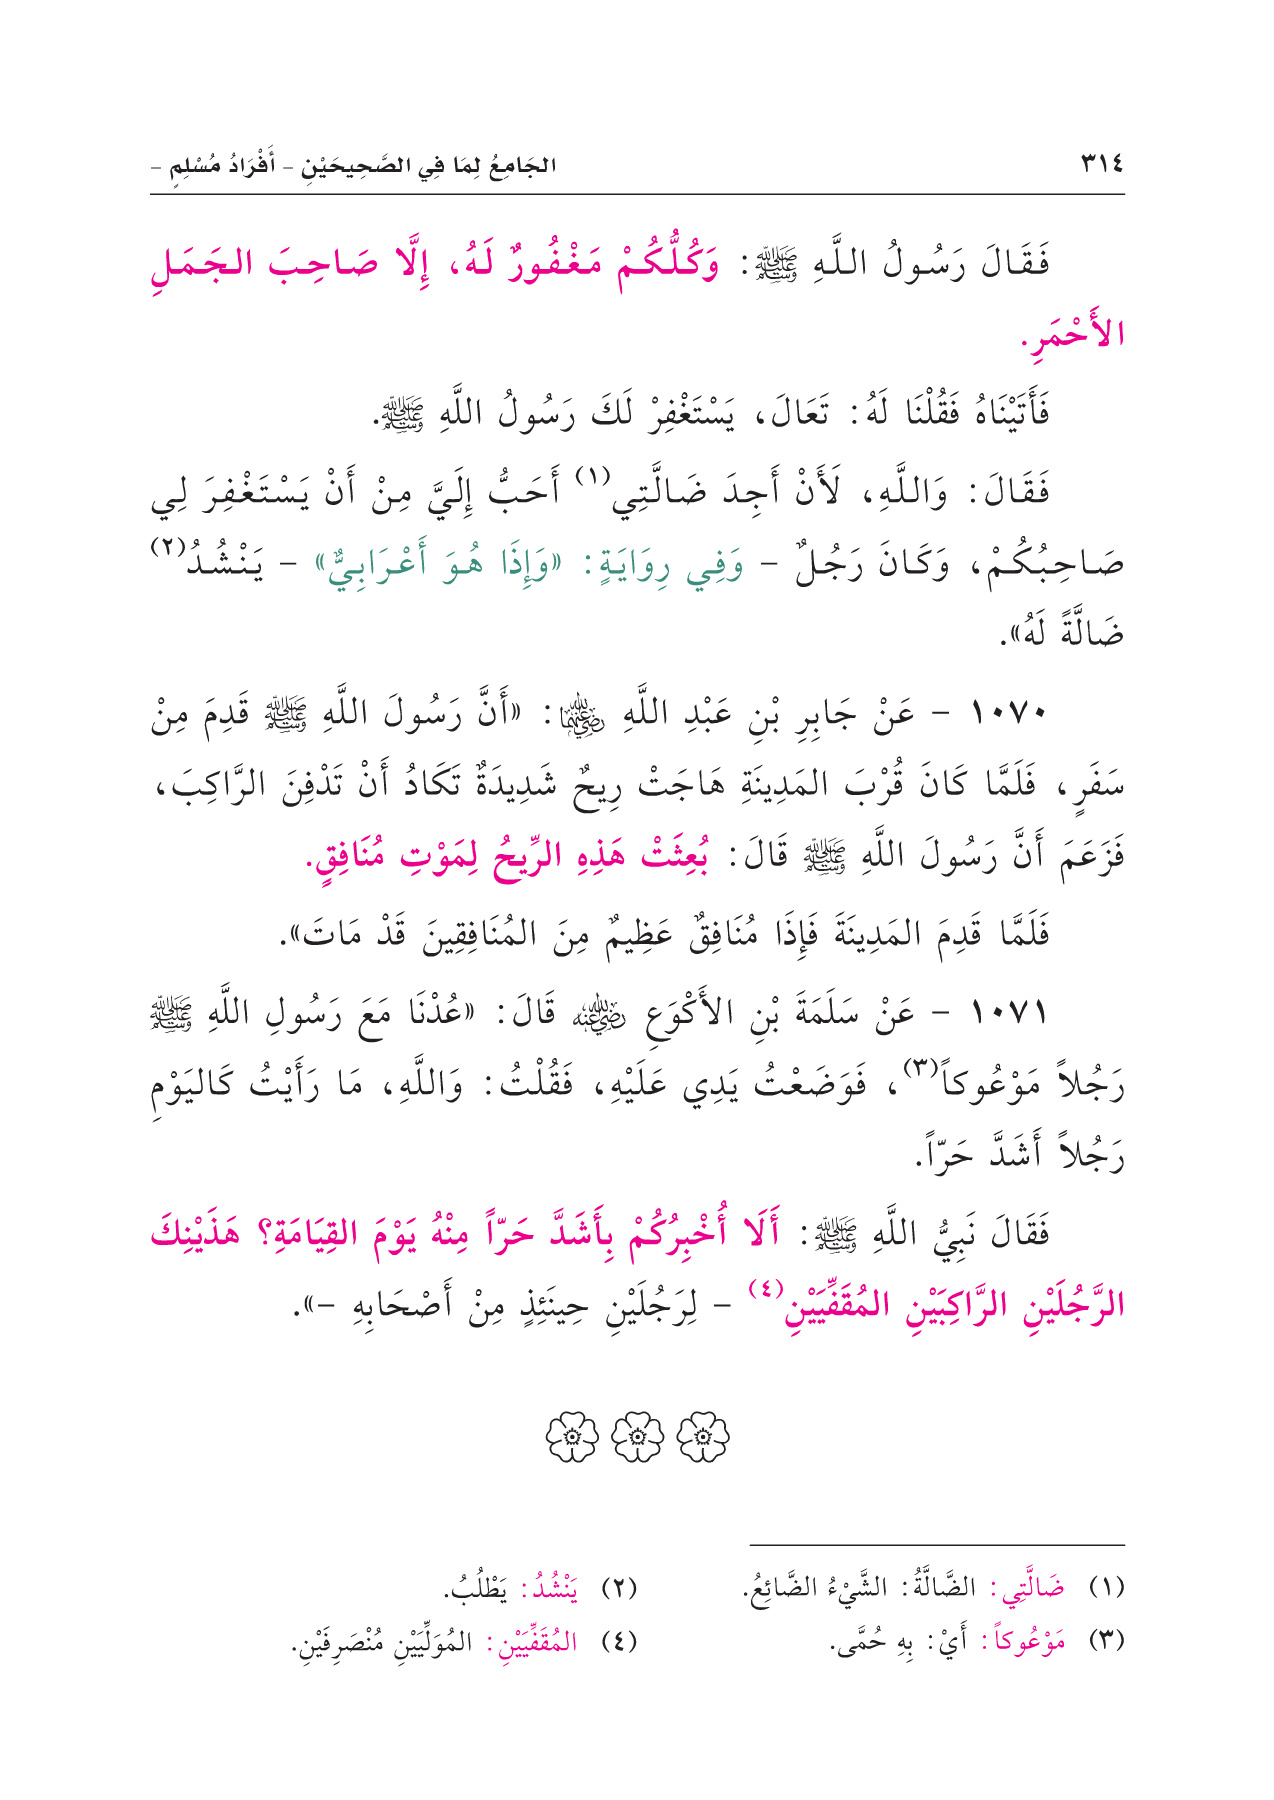 ٣١٤
الجَامِعُ لِمَا فِي الصَّحِيحَيْنِ – أَفْرَادُ مُسْلِمٍ –
فَقَالَ رَسُولُ اللَّهِ ﷺ: وَكُلُّكُمْ مَغْفُورٌ لَهُ، إِلَّا صَاحِبَ الجَمَلِ
الأَحْمَرِ.
فَأَتَيْنَاهُ فَقُلْنَا لَهُ: تَعَالَ، يَسْتَغْفِرْ لَكَ رَسُولُ اللَّهِ ﷺ.
فَقَالَ: وَاللَّهِ، لَأَنْ أَجِدَ ضَالَّتِي(١) أَحَبُّ إِلَيَّ مِنْ أَنْ يَسْتَغْفِرَ لِي
صَاحِبُكُمْ، وَكَانَ رَجُلٌ – وَفِي رِوَايَةٍ: «وَإِذَا هُوَ أَعْرَابِيٌّ» – يَنْشُدُ(٢)
ضَالَّةً لَهُ».
١٠٧٠ – عَنْ جَابِرِ بْنِ عَبْدِ اللَّهِ رضي الله عنهما: «أَنَّ رَسُولَ اللَّهِ ﷺ قَدِمَ مِنْ
سَفَرٍ، فَلَمَّا كَانَ قُرْبَ المَدِينَةِ هَاجَتْ رِيحٌ شَدِيدَةٌ تَكَادُ أَنْ تَدْفِنَ الرَّاكِبَ،
فَزَعَمَ أَنَّ رَسُولَ اللَّهِ ﷺ قَالَ: بُعِثَتْ هَذِهِ الرِّيحُ لِمَوْتِ مُنَافِقٍ.
فَلَمَّا قَدِمَ المَدِينَةَ فَإِذَا مُنَافِقٌ عَظِيمٌ مِنَ المُنَافِقِينَ قَدْ مَاتَ».
١٠٧١ – عَنْ سَلَمَةَ بْنِ الأَكْوَعِ رضي الله عنه قَالَ: «عُدْنَا مَعَ رَسُولِ اللَّهِ ﷺ
رَجُلاً مَوْعُوكاً(٣)، فَوَضَعْتُ يَدِي عَلَيْهِ، فَقُلْتُ: وَاللَّهِ، مَا رَأَيْتُ كَاليَوْمِ
رَجُلاً أَشَدَّ حَرّاً.
فَقَالَ نَبِيُّ اللَّهِ ﷺ: أَلَا أُخْبِرُكُمْ بِأَشَدَّ حَرّاً مِنْهُ يَوْمَ القِيَامَةِ؟ هَذَيْنِكَ
الرَّجُلَيْنِ الرَّاكِبَيْنِ المُقَفِّيَيْنِ(٤) – لِرَجُلَيْنِ حِينَئِذٍ مِنْ أَصْحَابِهِ –».
(١) ضَالَّتِي: الضَّالَّةُ: الشَّيْءُ الضَّائِعُ.
(٢) يَنْشُدُ: يَطْلُبُ.
(٣) مَوْعُوكاً: أَيْ: بِهِ حُمَّى.
(٤) المُقَفِّيَيْنِ: المُوَلِّيَيْنِ مُنْصَرِفَيْنِ.